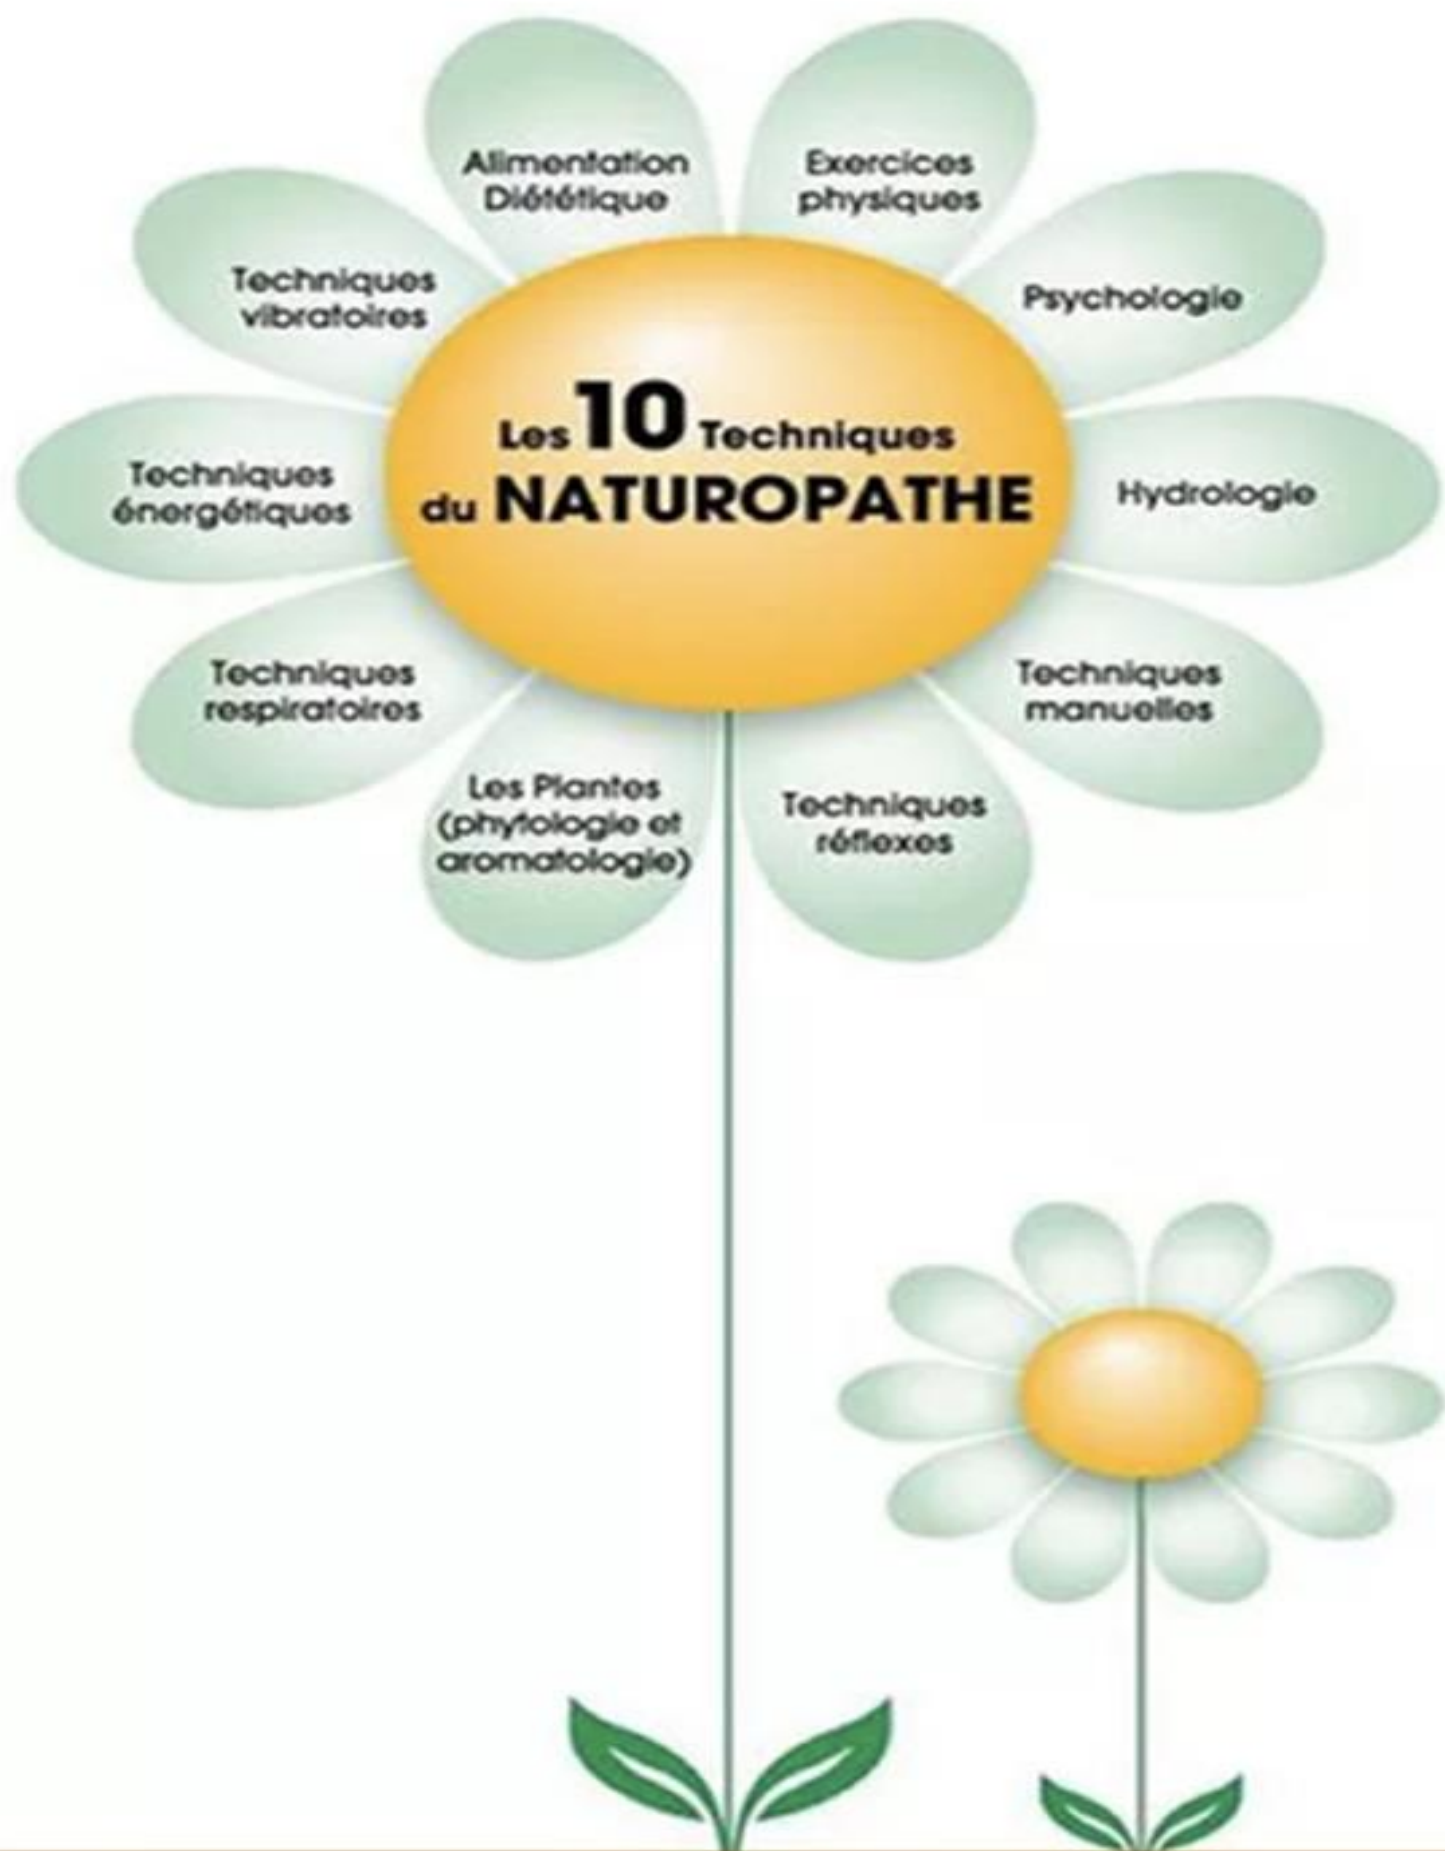 Alimentation
Diététique
Exercices
physiques
Psychologie
Hydrologie
Techniques
manuelles
Techniques
réflexes
Les Plantes
(phytologie et
aromatologie)
Techniques
respiratoires
Techniques
énergétiques
Techniques
vibratoires
Les 10 Techniques
du NATUROPATHE